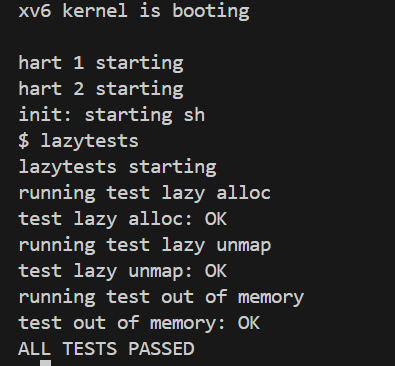 xv6 kernel is booting
hart 1 starting
hart 2 starting
init: starting sh
$ lazytests
lazytests starting
running test lazy alloc
test lazy alloc: OK
running test lazy unmap
test lazy unmap: OK
running test out of memory
test out of memory: OK
ALL TESTS PASSED